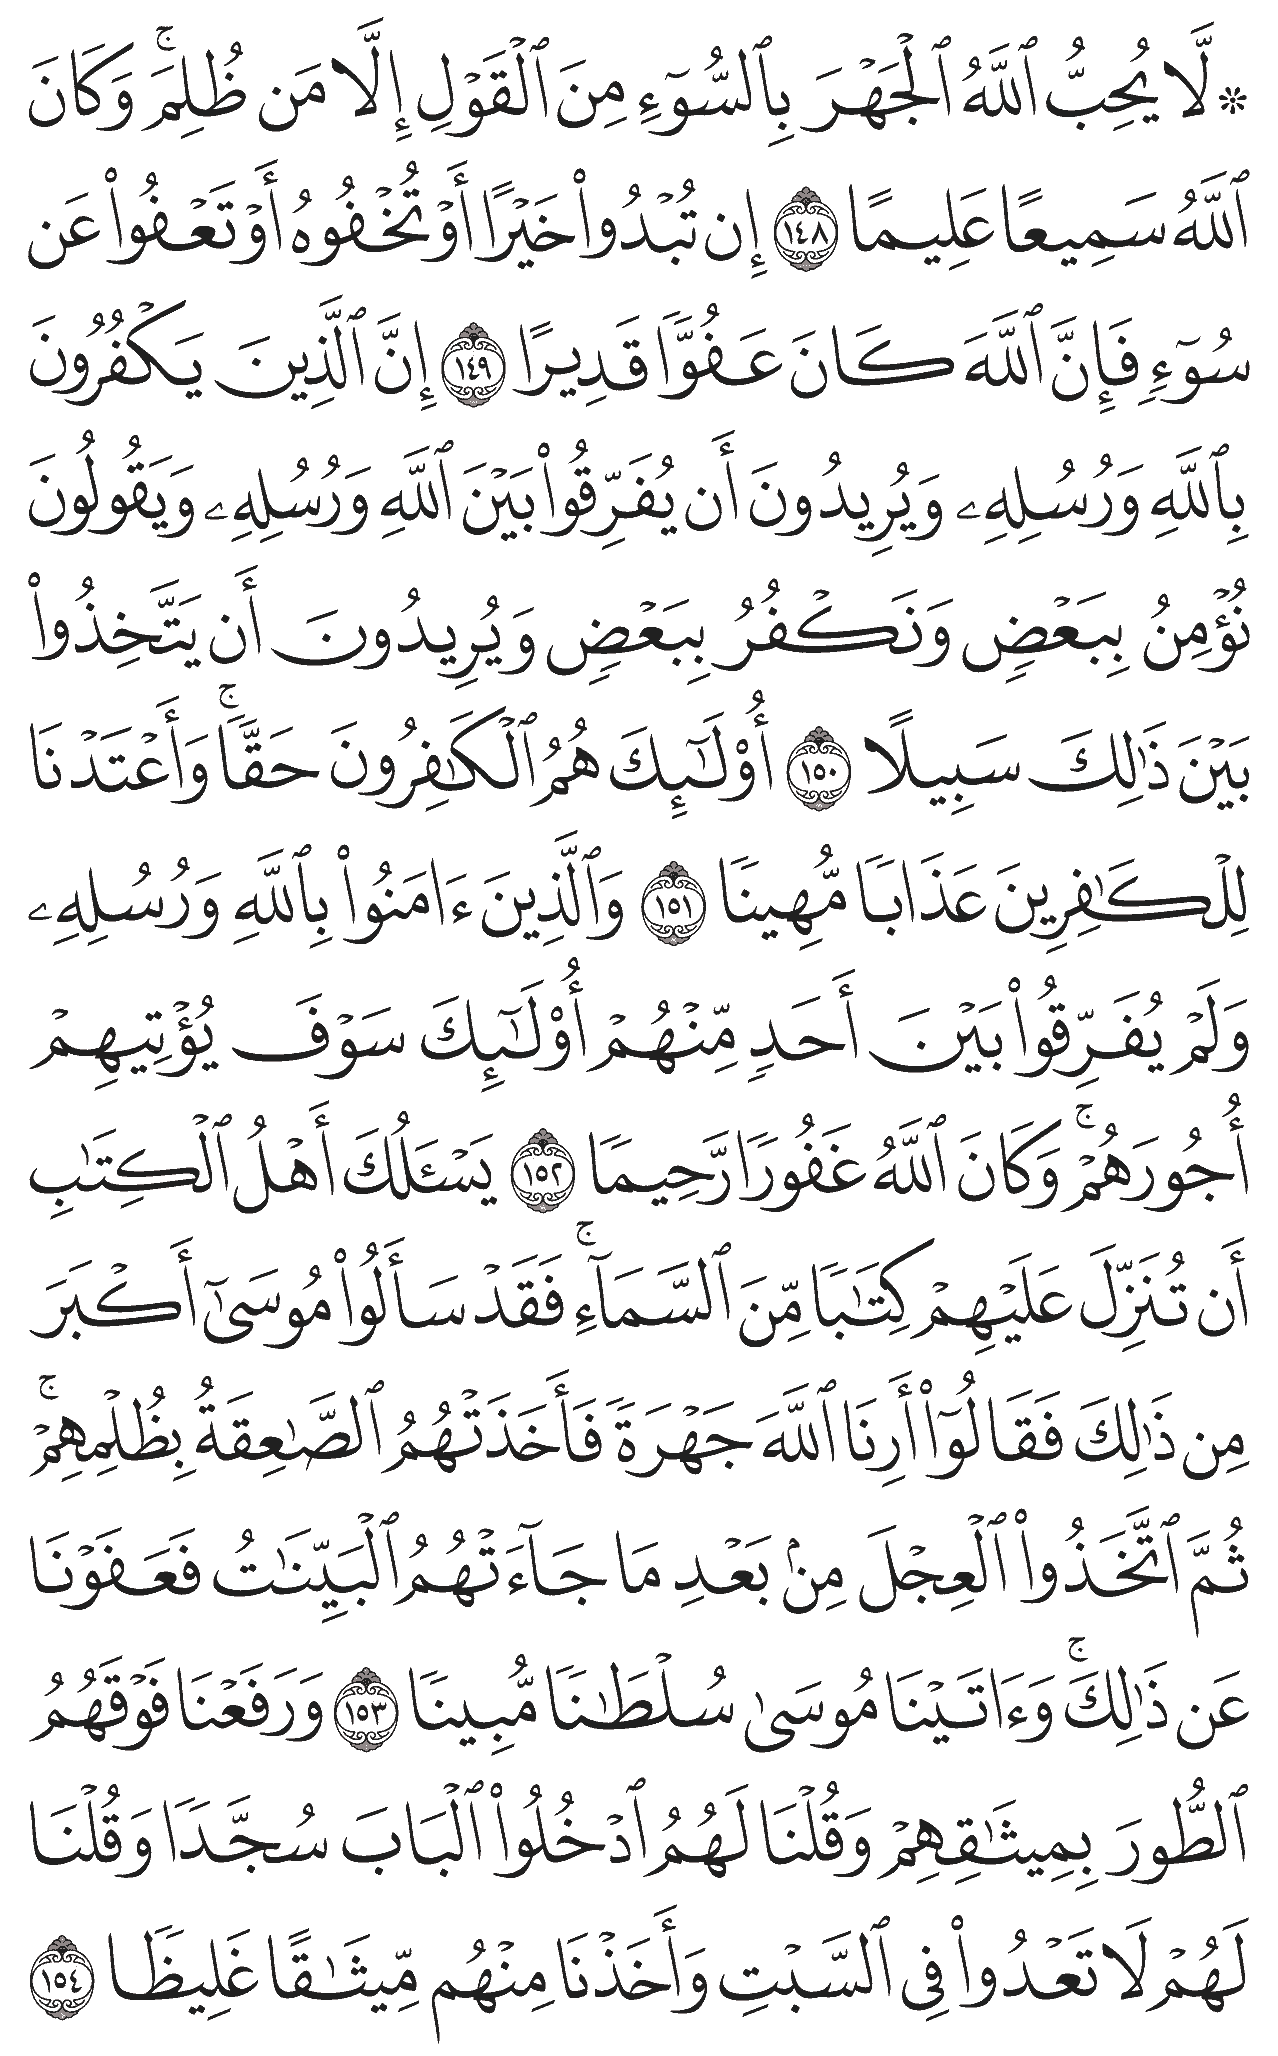 ۞ لَّا يُحِبُّ ٱللَّهُ ٱلْجَهْرَ بِٱلسُّوٓءِ مِنَ ٱلْقَوْلِ إِلَّا مَن ظُلِمَ ۚ وَكَانَ
ٱللَّهُ سَمِيعًا عَلِيمًا ١٤٨ إِن تُبْدُوا۟ خَيْرًا أَوْ تُخْفُوهُ أَوْ تَعْفُوا۟ عَن
سُوٓءٍ فَإِنَّ ٱللَّهَ كَانَ عَفُوًّا قَدِيرًا ١٤٩ إِنَّ ٱلَّذِينَ يَكْفُرُونَ
بِٱللَّهِ وَرُسُلِهِۦ وَيُرِيدُونَ أَن يُفَرِّقُوا۟ بَيْنَ ٱللَّهِ وَرُسُلِهِۦ وَيَقُولُونَ
نُؤْمِنُ بِبَعْضٍ وَنَكْفُرُ بِبَعْضٍ وَيُرِيدُونَ أَن يَتَّخِذُوا۟
بَيْنَ ذَٰلِكَ سَبِيلًا ١٥٠ أُو۟لَـٰٓئِكَ هُمُ ٱلْكَـٰفِرُونَ حَقًّا ۚ وَأَعْتَدْنَا
لِلْكَـٰفِرِينَ عَذَابًا مُّهِينًا ١٥١ وَٱلَّذِينَ ءَامَنُوا۟ بِٱللَّهِ وَرُسُلِهِۦ
وَلَمْ يُفَرِّقُوا۟ بَيْنَ أَحَدٍ مِّنْهُمْ أُو۟لَـٰٓئِكَ سَوْفَ يُؤْتِيهِمْ
أُجُورَهُمْ ۚ وَكَانَ ٱللَّهُ غَفُورًا رَّحِيمًا ١٥٢ يَسْـَٔلُكَ أَهْلُ ٱلْكِتَـٰبِ
أَن تُنَزِّلَ عَلَيْهِمْ كِتَـٰبًا مِّنَ ٱلسَّمَآءِ ۚ فَقَدْ سَأَلُوا۟ مُوسَىٰٓ أَكْبَرَ
مِن ذَٰلِكَ فَقَالُوٓا۟ أَرِنَا ٱللَّهَ جَهْرَةً فَأَخَذَتْهُمُ ٱلصَّـٰعِقَةُ بِظُلْمِهِمْ ۚ
ثُمَّ ٱتَّخَذُوا۟ ٱلْعِجْلَ مِنۢ بَعْدِ مَا جَآءَتْهُمُ ٱلْبَيِّنَـٰتُ فَعَفَوْنَا
عَن ذَٰلِكَ ۚ وَءَاتَيْنَا مُوسَىٰ سُلْطَـٰنًا مُّبِينًا ١٥٣ وَرَفَعْنَا فَوْقَهُمُ
ٱلطُّورَ بِمِيثَـٰقِهِمْ وَقُلْنَا لَهُمُ ٱدْخُلُوا۟ ٱلْبَابَ سُجَّدًا وَقُلْنَا
لَهُمْ لَا تَعْدُوا۟ فِى ٱلسَّبْتِ وَأَخَذْنَا مِنْهُم مِّيثَـٰقًا غَلِيظًا ١٥٤